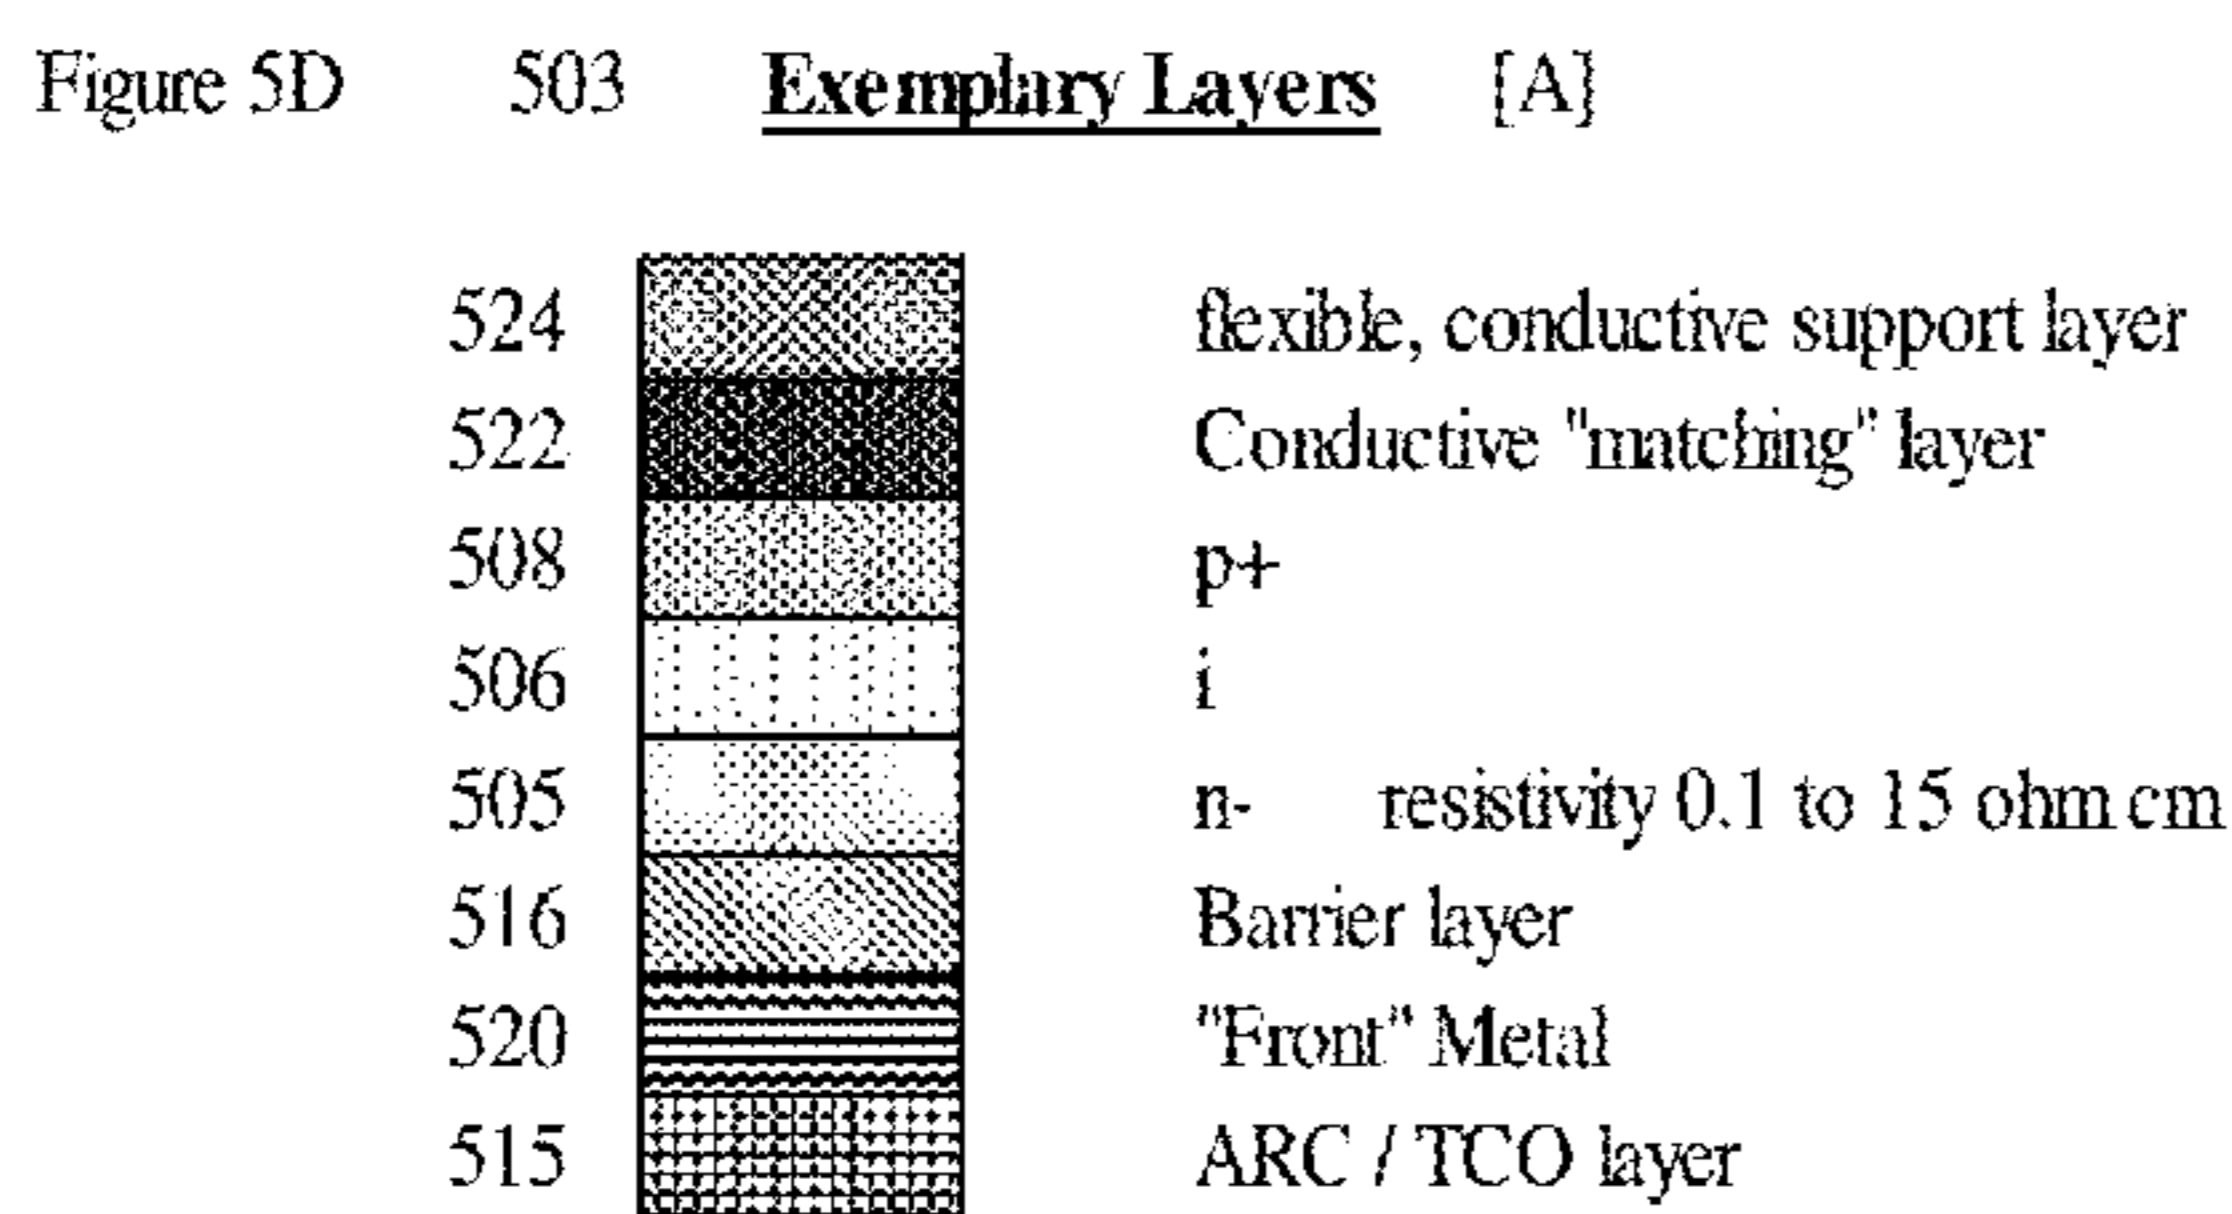 Figure 5D 503 Exemplary Layers [A]
524 flexible, conductive support layer
522 Conductive "matching" layer
508 p+
506 i
505 n- resistivity 0.1 to 15 ohm cm
516 Barrier layer
520 "Front" Metal
515 ARC / TCO layer